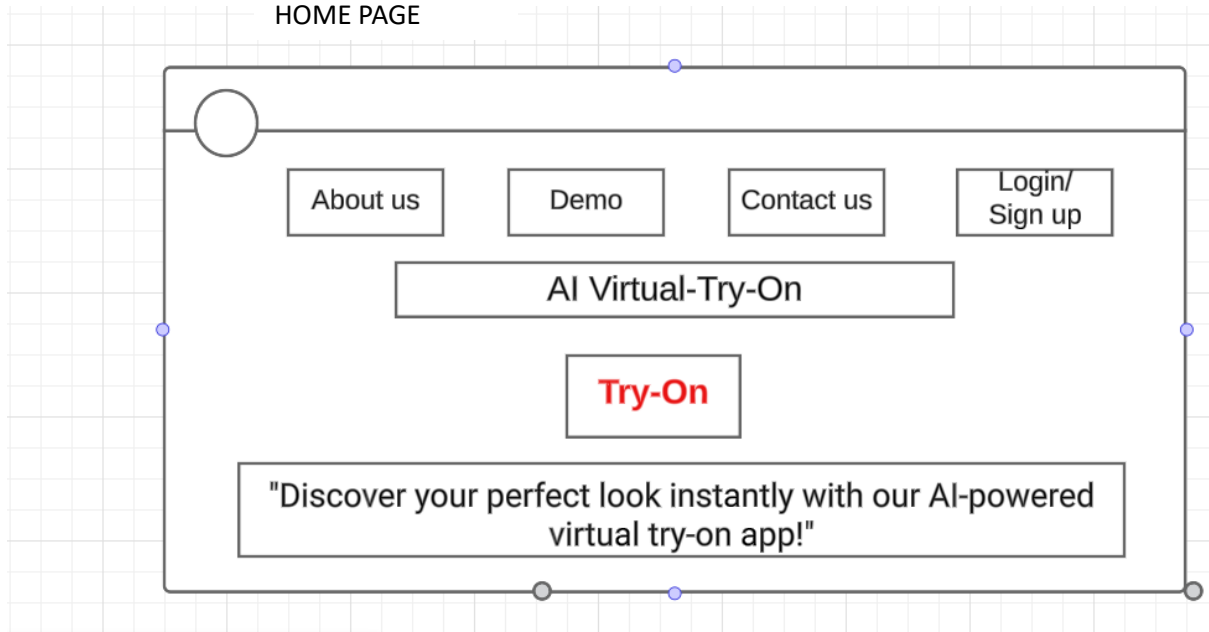 HOME PAGE
About us
Demo
Contact us
Login/
Sign up
AI Virtual-Try-On
Try-On
"Discover your perfect look instantly with our AI-powered
virtual try-on app!"